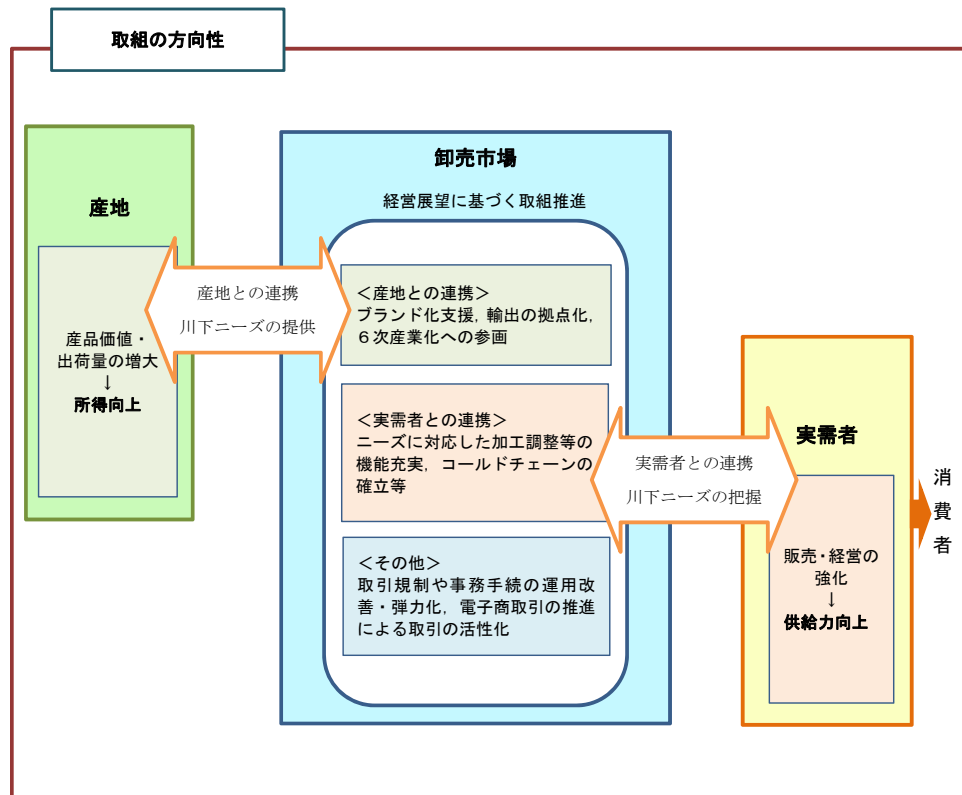 取組の方向性
産地
産品価値・
出荷量の増大
↓
所得向上
産地との連携
川下ニーズの提供
卸売市場
経営展望に基づく取組推進
＜産地との連携＞
ブランド化支援，輸出の拠点化，
６次産業化への参画
＜実需者との連携＞
ニーズに対応した加工調整等の
機能充実，コールドチェーンの
確立等
＜その他＞
取引規制や事務手続の運用改
善・弾力化，電子商取引の推進
による取引の活性化
実需者との連携
川下ニーズの把握
実需者
販売・経営の
強化
↓
供給力向上
消費者